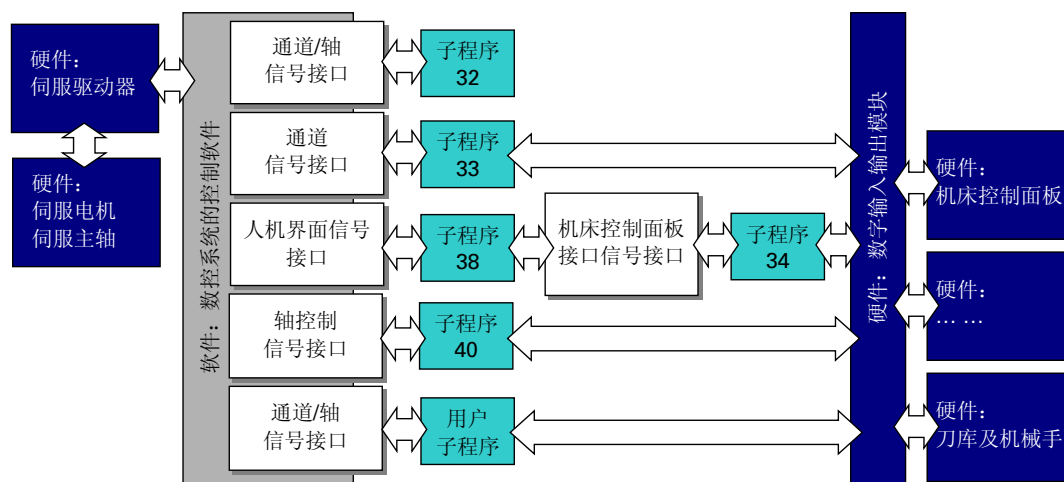 硬件：
伺服驱动器
硬件：
伺服电机
伺服主轴
软件：数控系统的控制软件
通道/轴
信号接口
子程序
32
通道
信号接口
子程序
33
人机界面信号
接口
子程序
38
机床控制面板
接口信号接口
子程序
34
轴控制
信号接口
子程序
40
通道/轴
信号接口
用户
子程序
硬件：数字输入输出模块
硬件：
机床控制面板
硬件：
… …
硬件：
刀库及机械手